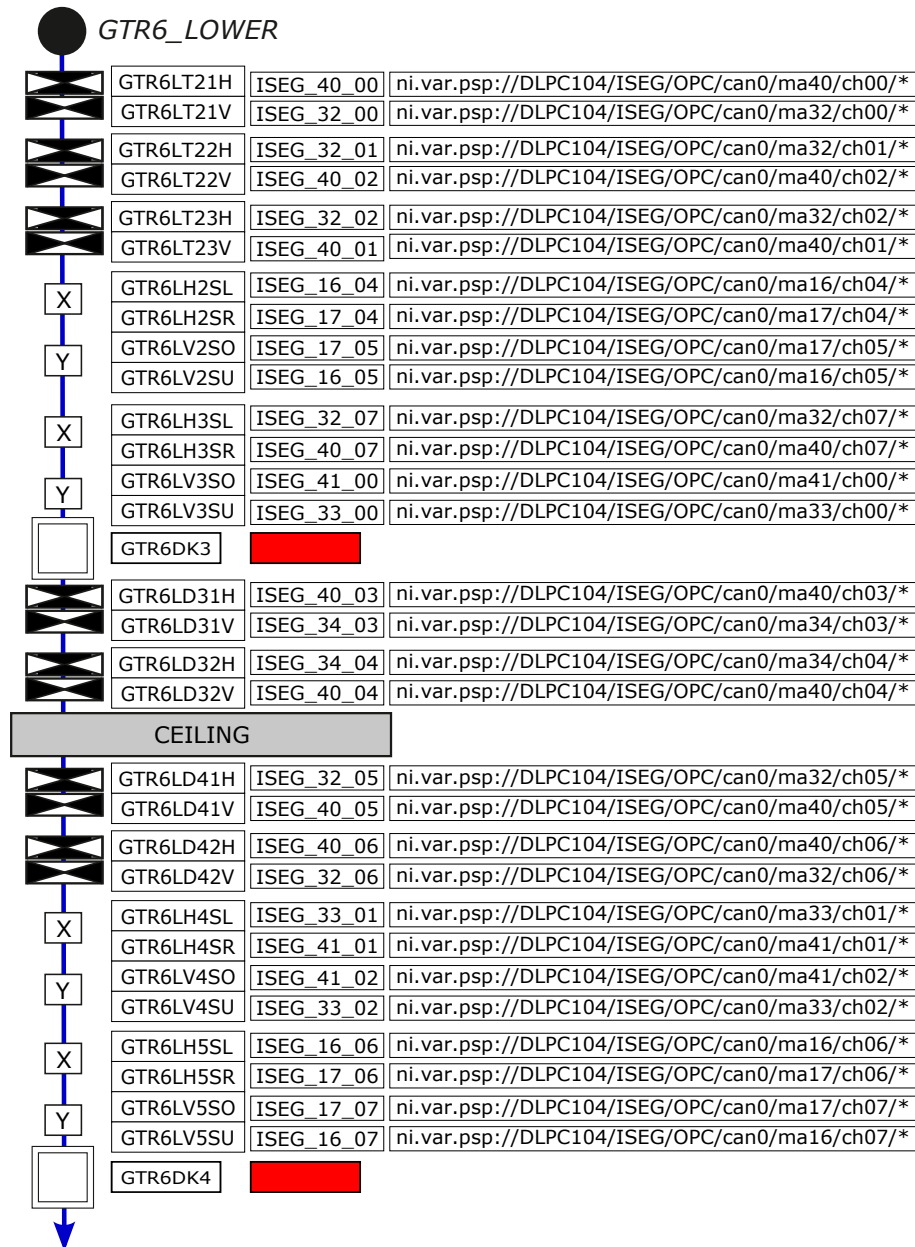 GTR6_LOWER
GTR6LT21H ISEG_40_00 ni.var.psp://DLPC104/ISEG/OPC/can0/ma40/ch00/*
GTR6LT21V ISEG_32_00 ni.var.psp://DLPC104/ISEG/OPC/can0/ma32/ch00/*
GTR6LT22H ISEG_32_01 ni.var.psp://DLPC104/ISEG/OPC/can0/ma32/ch01/*
GTR6LT22V ISEG_40_02 ni.var.psp://DLPC104/ISEG/OPC/can0/ma40/ch02/*
GTR6LT23H ISEG_32_02 ni.var.psp://DLPC104/ISEG/OPC/can0/ma32/ch02/*
GTR6LT23V ISEG_40_01 ni.var.psp://DLPC104/ISEG/OPC/can0/ma40/ch01/*
X
GTR6LH2SL ISEG_16_04 ni.var.psp://DLPC104/ISEG/OPC/can0/ma16/ch04/*
GTR6LH2SR ISEG_17_04 ni.var.psp://DLPC104/ISEG/OPC/can0/ma17/ch04/*
Y
GTR6LV2SO ISEG_17_05 ni.var.psp://DLPC104/ISEG/OPC/can0/ma17/ch05/*
GTR6LV2SU ISEG_16_05 ni.var.psp://DLPC104/ISEG/OPC/can0/ma16/ch05/*
X
GTR6LH3SL ISEG_32_07 ni.var.psp://DLPC104/ISEG/OPC/can0/ma32/ch07/*
GTR6LH3SR ISEG_40_07 ni.var.psp://DLPC104/ISEG/OPC/can0/ma40/ch07/*
Y
GTR6LV3SO ISEG_41_00 ni.var.psp://DLPC104/ISEG/OPC/can0/ma41/ch00/*
GTR6LV3SU ISEG_33_00 ni.var.psp://DLPC104/ISEG/OPC/can0/ma33/ch00/*
GTR6DK3
GTR6LD31H ISEG_40_03 ni.var.psp://DLPC104/ISEG/OPC/can0/ma40/ch03/*
GTR6LD31V ISEG_34_03 ni.var.psp://DLPC104/ISEG/OPC/can0/ma34/ch03/*
GTR6LD32H ISEG_34_04 ni.var.psp://DLPC104/ISEG/OPC/can0/ma34/ch04/*
GTR6LD32V ISEG_40_04 ni.var.psp://DLPC104/ISEG/OPC/can0/ma40/ch04/*
CEILING
GTR6LD41H ISEG_32_05 ni.var.psp://DLPC104/ISEG/OPC/can0/ma32/ch05/*
GTR6LD41V ISEG_40_05 ni.var.psp://DLPC104/ISEG/OPC/can0/ma40/ch05/*
GTR6LD42H ISEG_40_06 ni.var.psp://DLPC104/ISEG/OPC/can0/ma40/ch06/*
GTR6LD42V ISEG_32_06 ni.var.psp://DLPC104/ISEG/OPC/can0/ma32/ch06/*
X
GTR6LH4SL ISEG_33_01 ni.var.psp://DLPC104/ISEG/OPC/can0/ma33/ch01/*
GTR6LH4SR ISEG_41_01 ni.var.psp://DLPC104/ISEG/OPC/can0/ma41/ch01/*
Y
GTR6LV4SO ISEG_41_02 ni.var.psp://DLPC104/ISEG/OPC/can0/ma41/ch02/*
GTR6LV4SU ISEG_33_02 ni.var.psp://DLPC104/ISEG/OPC/can0/ma33/ch02/*
X
GTR6LH5SL ISEG_16_06 ni.var.psp://DLPC104/ISEG/OPC/can0/ma16/ch06/*
GTR6LH5SR ISEG_17_06 ni.var.psp://DLPC104/ISEG/OPC/can0/ma17/ch06/*
Y
GTR6LV5SO ISEG_17_07 ni.var.psp://DLPC104/ISEG/OPC/can0/ma17/ch07/*
GTR6LV5SU ISEG_16_07 ni.var.psp://DLPC104/ISEG/OPC/can0/ma16/ch07/*
GTR6DK4